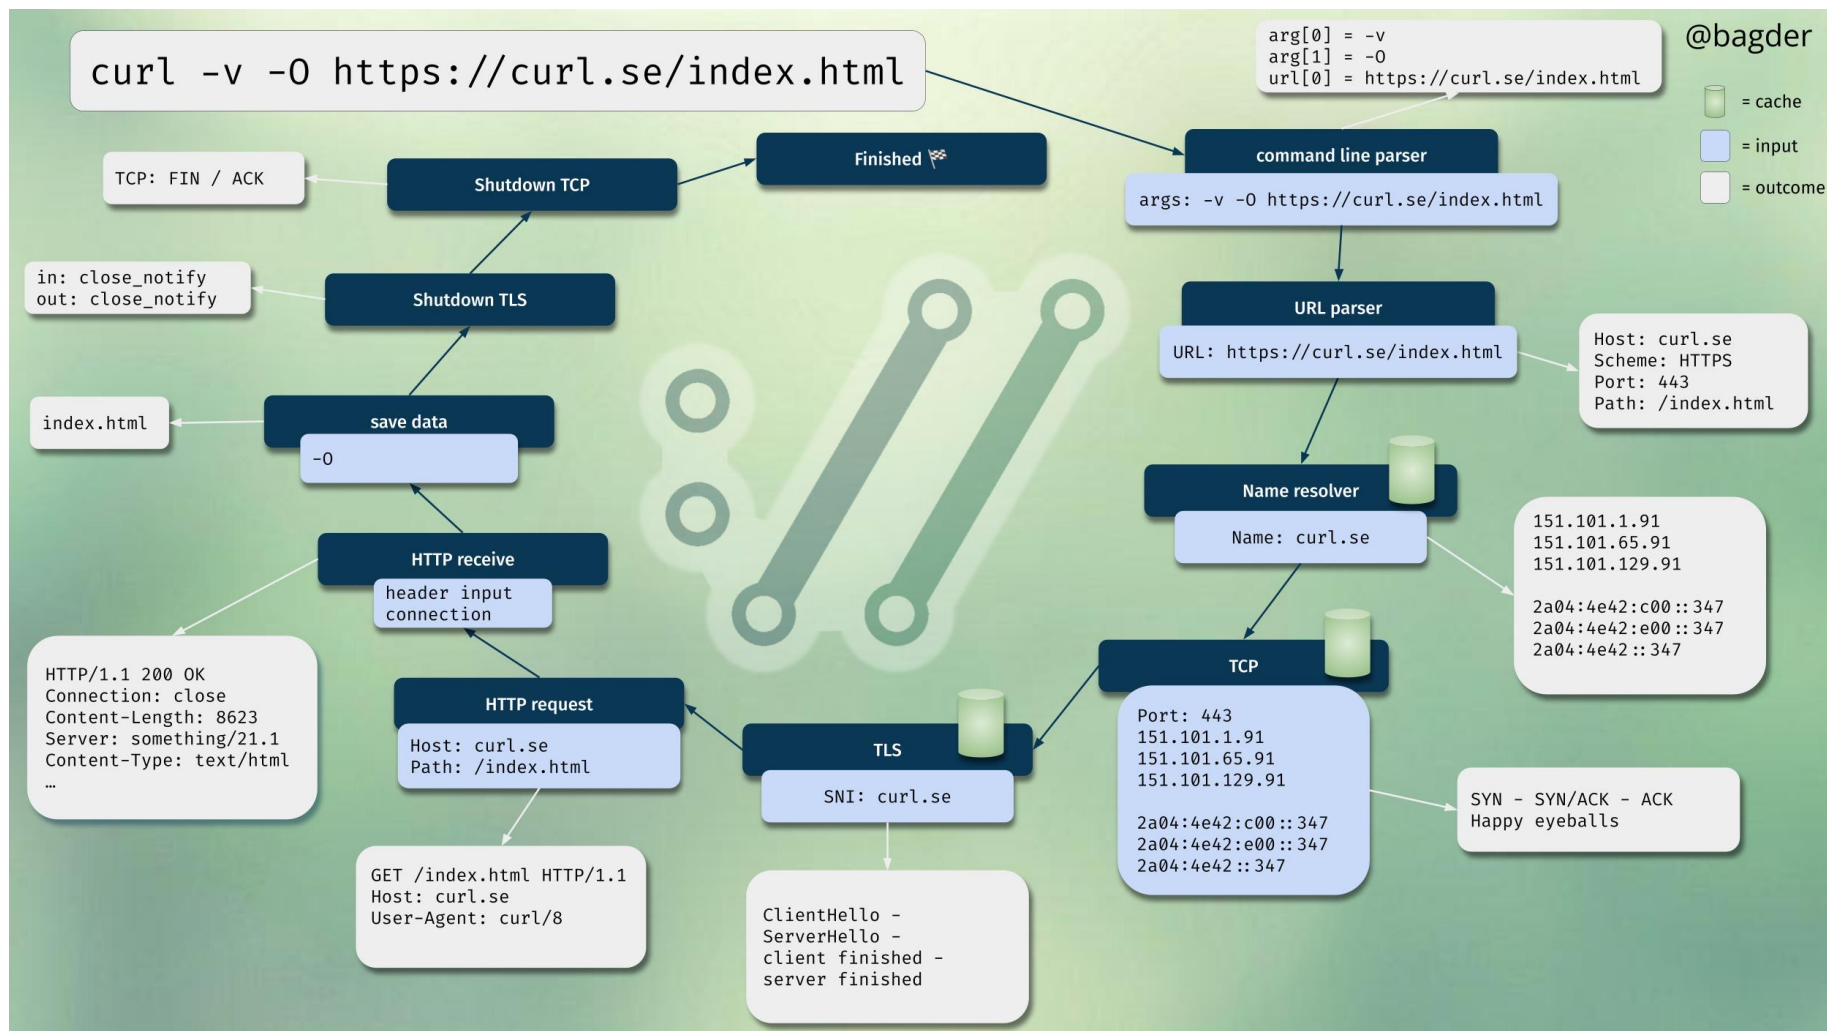 curl -v -O https://curl.se/index.html
arg[0] = -v
arg[1] = -O
url[0] = https://curl.se/index.html
@bagder
= cache
= input
= outcome
command line parser
args: -v -O https://curl.se/index.html
URL parser
URL: https://curl.se/index.html
Host: curl.se
Scheme: HTTPS
Port: 443
Path: /index.html
Name resolver
Name: curl.se
151.101.1.91
151.101.65.91
151.101.129.91
2a04:4e42:c00::347
2a04:4e42:e00::347
2a04:4e42::347
TCP
Port: 443
151.101.1.91
151.101.65.91
151.101.129.91
2a04:4e42:c00::347
2a04:4e42:e00::347
2a04:4e42::347
SYN - SYN/ACK - ACK
Happy eyeballs
TLS
SNI: curl.se
ClientHello -
ServerHello -
client finished -
server finished
HTTP request
Host: curl.se
Path: /index.html
GET /index.html HTTP/1.1
Host: curl.se
User-Agent: curl/8
HTTP receive
header input
connection
HTTP/1.1 200 OK
Connection: close
Content-Length: 8623
Server: something/21.1
Content-Type: text/html
…
save data
-O
index.html
Shutdown TLS
in: close_notify
out: close_notify
Shutdown TCP
TCP: FIN / ACK
Finished